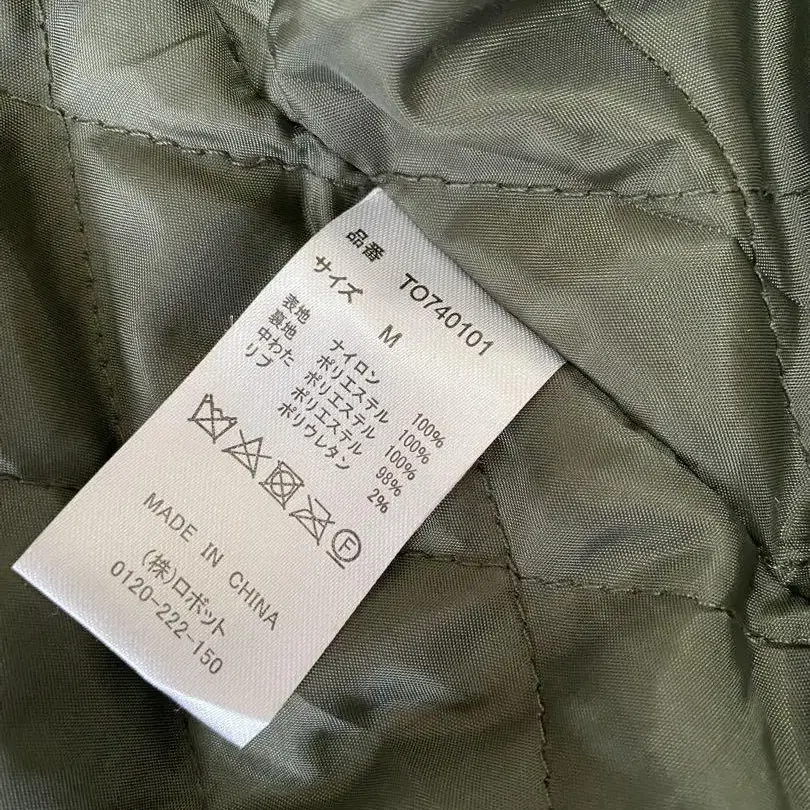 品番 TO740101
サイズ M
表地 ナイロン 100%
裏地 ポリエステル 100%
中わた ポリエステル 100%
リブ ポリエステル 98%
ポリウレタン 2%
F
MADE IN CHINA
(株)ロボット
0120-222-150